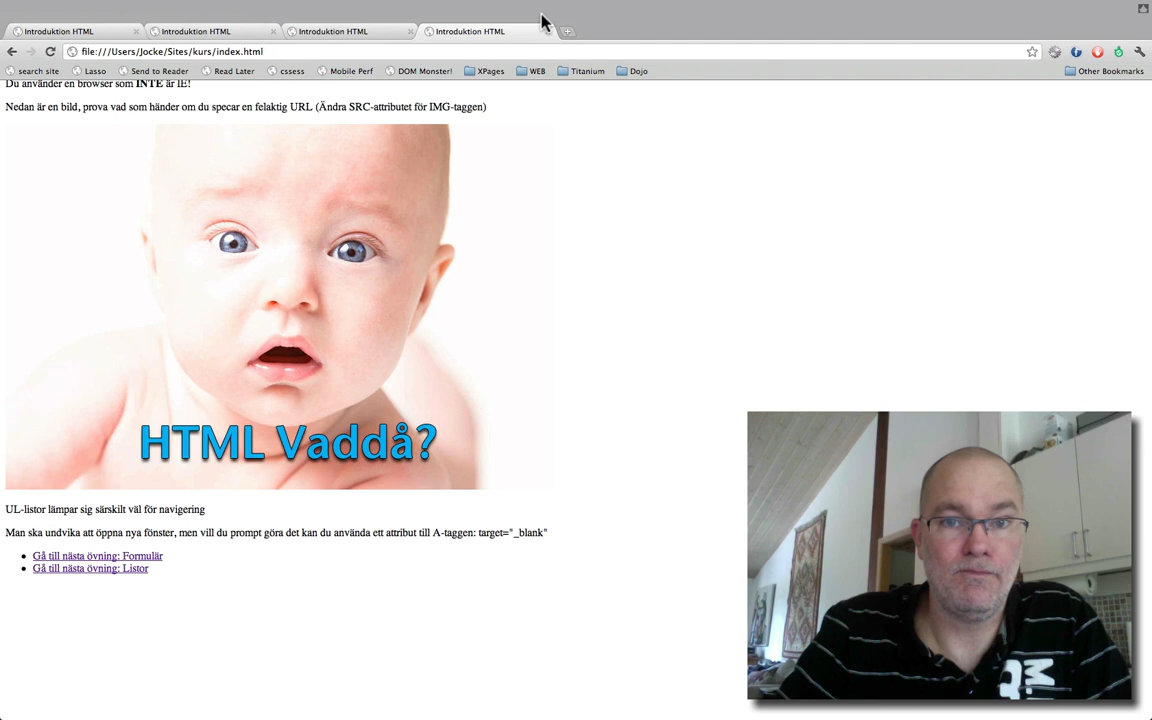 Introduktion HTML
Introduktion HTML
Introduktion HTML
Introduktion HTML
file:///Users/Jocke/Sites/kurs/index.html
search site
Lasso
Send to Reader
Read Later
cssess
Mobile Perf
DOM Monster!
XPages
WEB
Titanium
Dojo
Other Bookmarks
Du använder en browser som INTE är IE!
Nedan är en bild, prova vad som händer om du specar en felaktig URL (Ändra SRC-attributet för IMG-taggen)
HTML Vaddå?
UL-listor lämpar sig särskilt väl för navigering
Man ska undvika att öppna nya fönster, men vill du prompt göra det kan du använda ett attribut till A-taggen: target="_blank"
Gå till nästa övning: Formulär
Gå till nästa övning: Listor